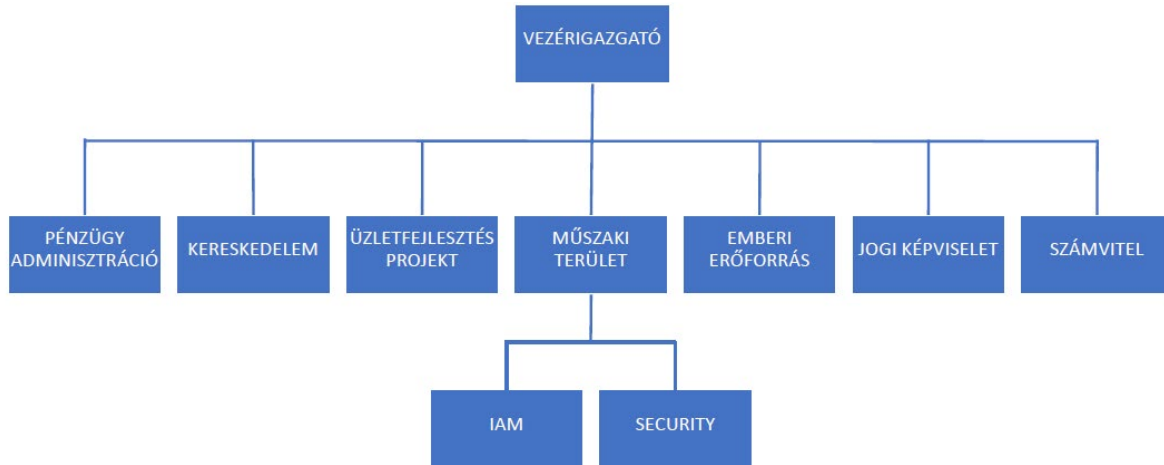 VEZÉRIGAZGATÓ
PÉNZÜGY
ADMINISZTRÁCIÓ
KERESKEDELEM
ÜZLETFEJLESZTÉS
PROJEKT
MŰSZAKI
TERÜLET
EMBERI
ERŐFORRÁS
JOGI KÉPVISELET
SZÁMVITEL
IAM
SECURITY